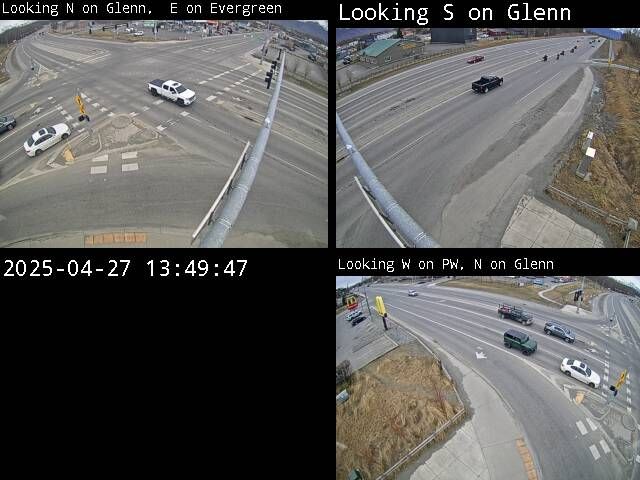 Looking N on Glenn, E on Evergreen
Looking S on Glenn
2025-04-27 13:49:47
Looking W on PW, N on Glenn